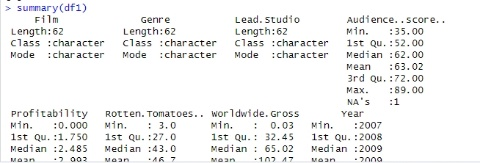 > summary(df1)
Film Genre Lead.Studio Audience..score..
Length:62 Length:62 Length:62 Min. :35.00
Class :character Class :character Class :character 1st Qu.:52.00
Mode :character Mode :character Mode :character Median :62.00
Mean :63.02
3rd Qu.:72.00
Max. :89.00
NA's :1
Profitability Rotten.Tomatoes.. Worldwide.Gross Year
Min. :0.000 Min. : 3.0 Min. : 0.03 Min. :2007
1st Qu.:1.750 1st Qu.:27.0 1st Qu.: 32.45 1st Qu.:2008
Median :2.485 Median :43.0 Median : 65.02 Median :2009
Mean :2.993 Mean :46.7 Mean :102.47 Mean :2009